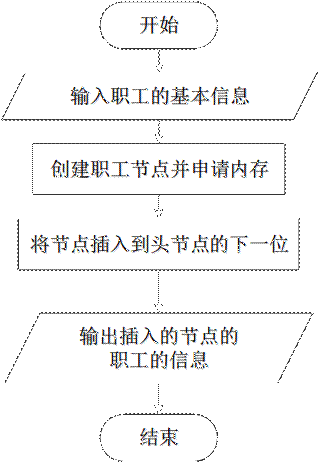 开始
输入职工的基本信息
创建职工节点并申请内存
将节点插入到头节点的下一位
输出插入的节点的
职工的信息
结束